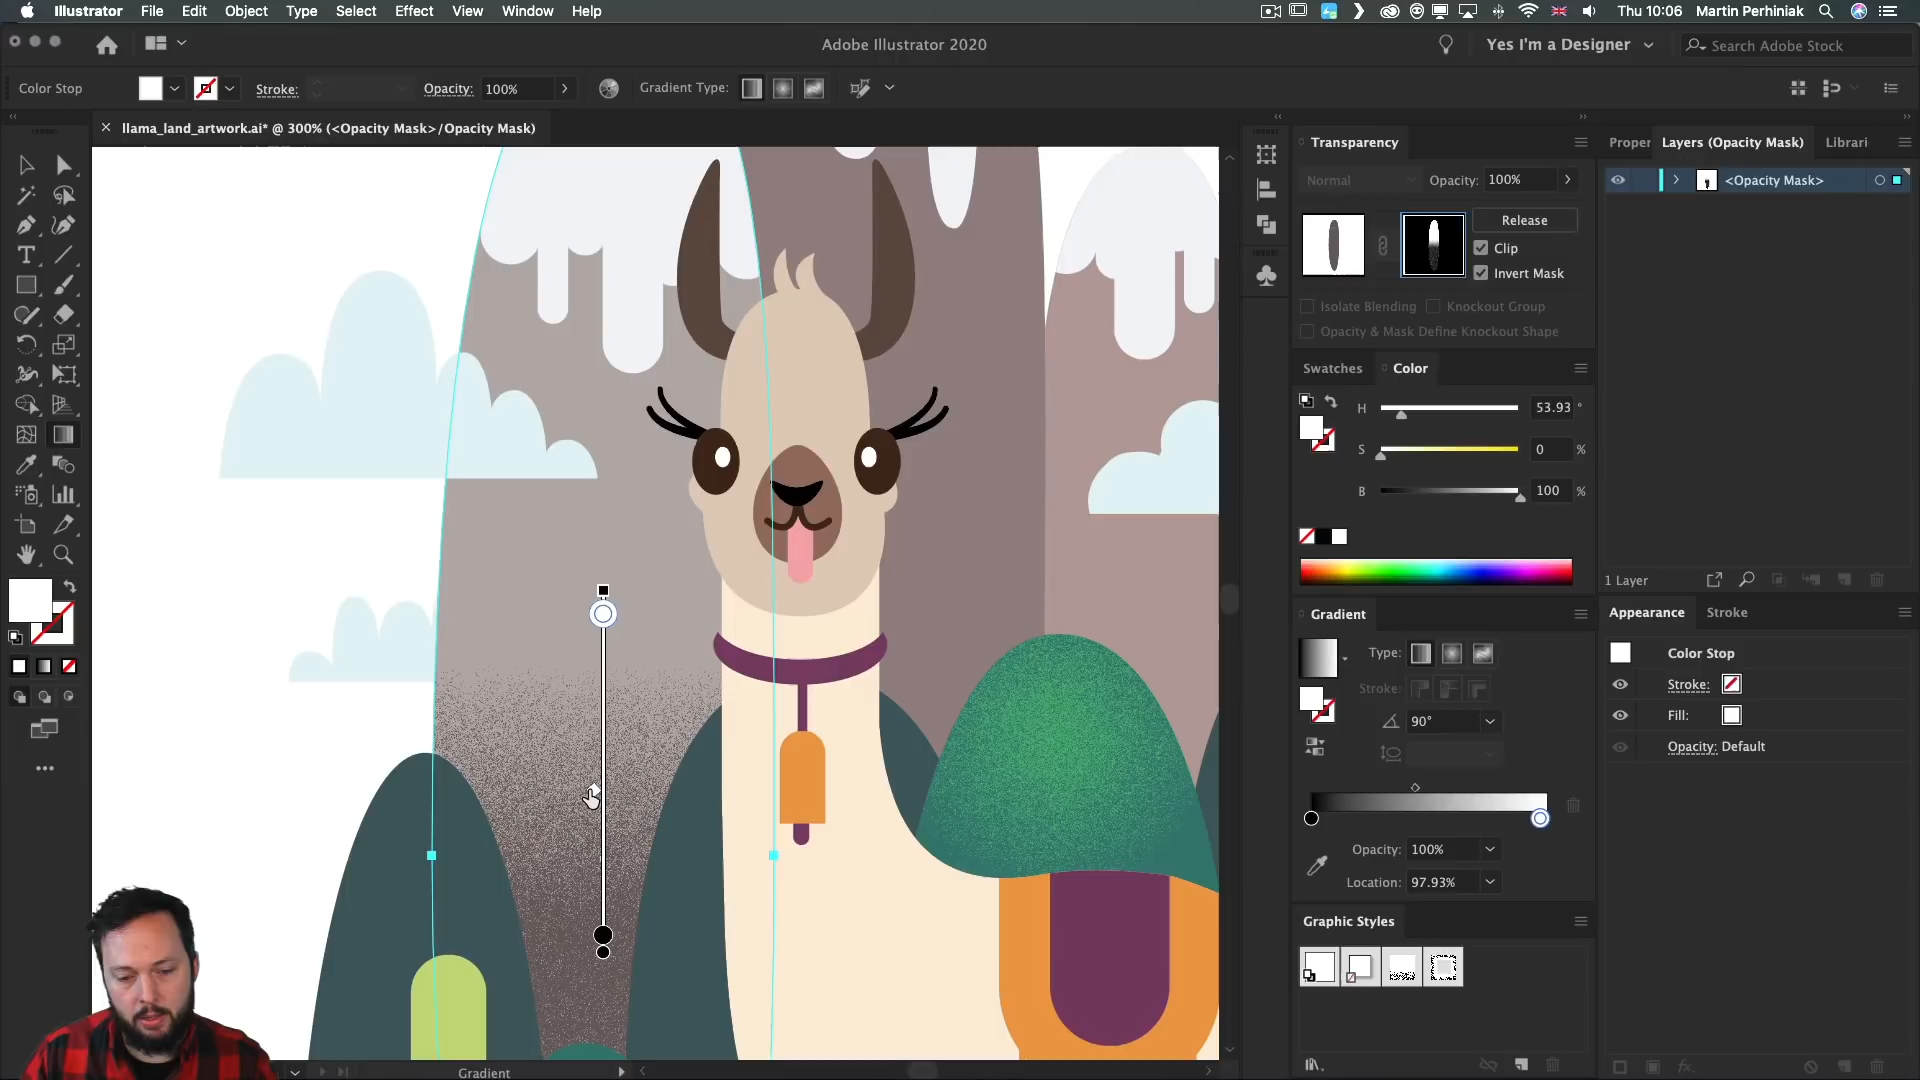 Illustrator File Edit Object Type Select Effect View Window Help Thu 10:06 Martin Perhiniak
Adobe Illustrator 2020 Yes I'm a Designer Search Adobe Stock
Color Stop Stroke: Opacity: 100% Gradient Type:
llama_land_artwork.ai* @ 300% (<Opacity Mask>/Opacity Mask)
Transparency
Normal Opacity: 100%
Release
Clip
Invert Mask
Isolate Blending Knockout Group
Opacity & Mask Define Knockout Shape
Swatches Color
H 53.93 °
S 0 %
B 100 %
Gradient
Type:
Stroke:
90°
Opacity: 100%
Location: 97.93%
Graphic Styles
Proper Layers (Opacity Mask) Librari
<Opacity Mask>
1 Layer
Appearance Stroke
Color Stop
Stroke:
Fill:
Opacity: Default
Gradient